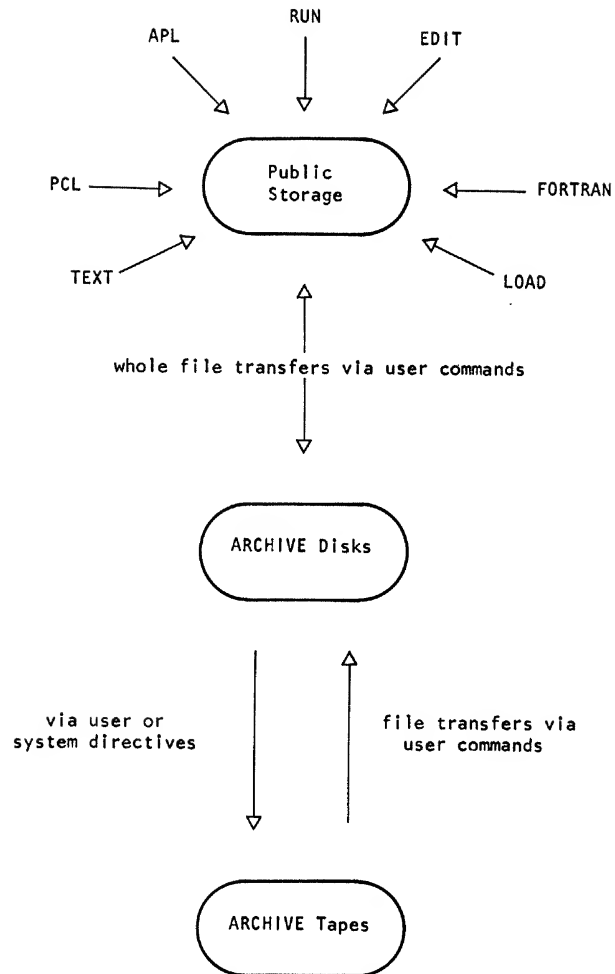 RUN
APL
EDIT
Public
Storage
PCL
FORTRAN
TEXT
LOAD
whole file transfers via user commands
ARCHIVE Disks
via user or
system directives
file transfers via
user commands
ARCHIVE Tapes